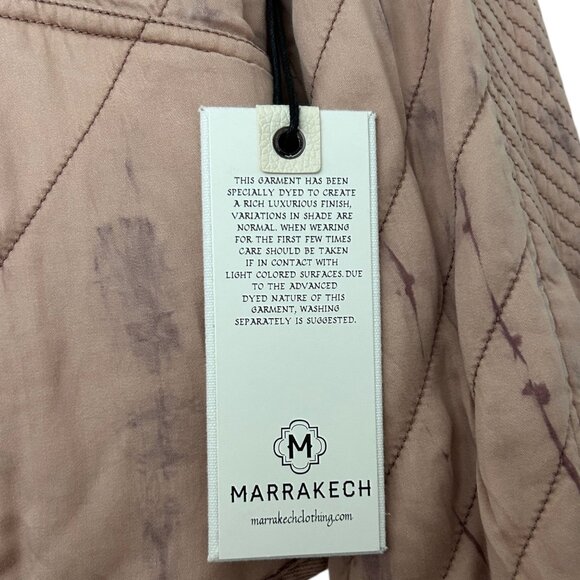 THIS GARMENT HAS BEEN
SPECIALLY DYED TO CREATE
A RICH LUXURIOUS FINISH,
VARIATIONS IN SHADE ARE
NORMAL. WHEN WEARING
FOR THE FIRST FEW TIMES
CARE SHOULD BE TAKEN
IF IN CONTACT WITH
LIGHT COLORED SURFACES.DUE
TO THE ADVANCED
DYED NATURE OF THIS
GARMENT, WASHING
SEPARATELY IS SUGGESTED.
M
MARRAKECH
marrakechclothing.com